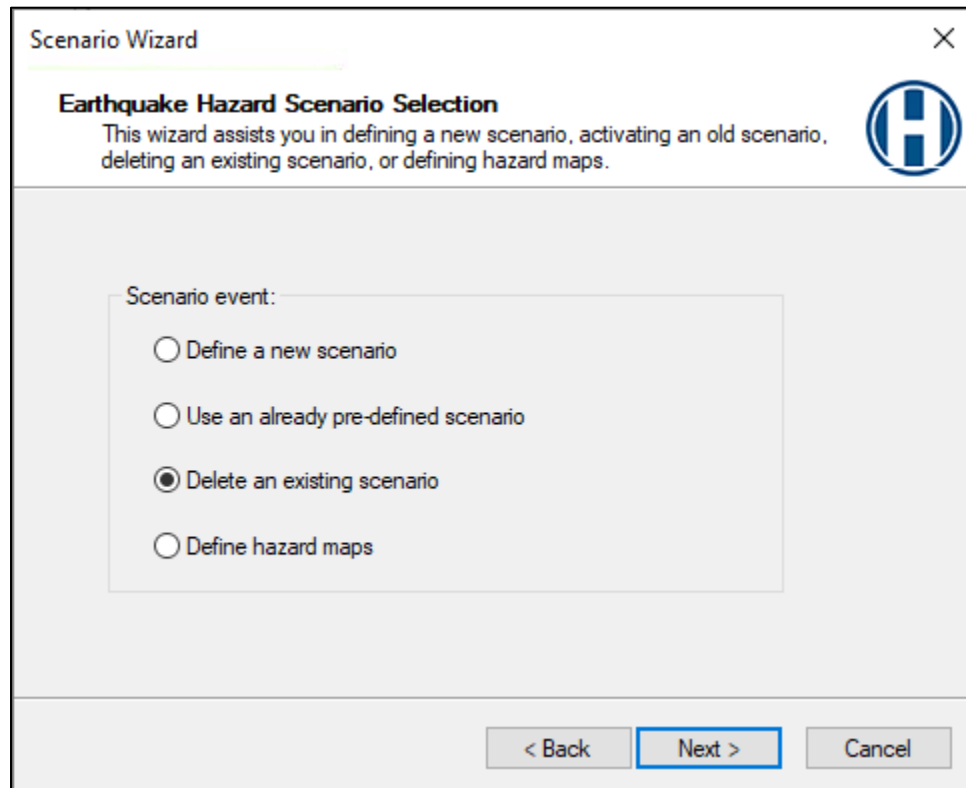 Scenario Wizard
Earthquake Hazard Scenario Selection
This wizard assists you in defining a new scenario, activating an old scenario,
deleting an existing scenario, or defining hazard maps.
Scenario event:
Define a new scenario
Use an already pre-defined scenario
Delete an existing scenario
Define hazard maps
< Back
Next >
Cancel